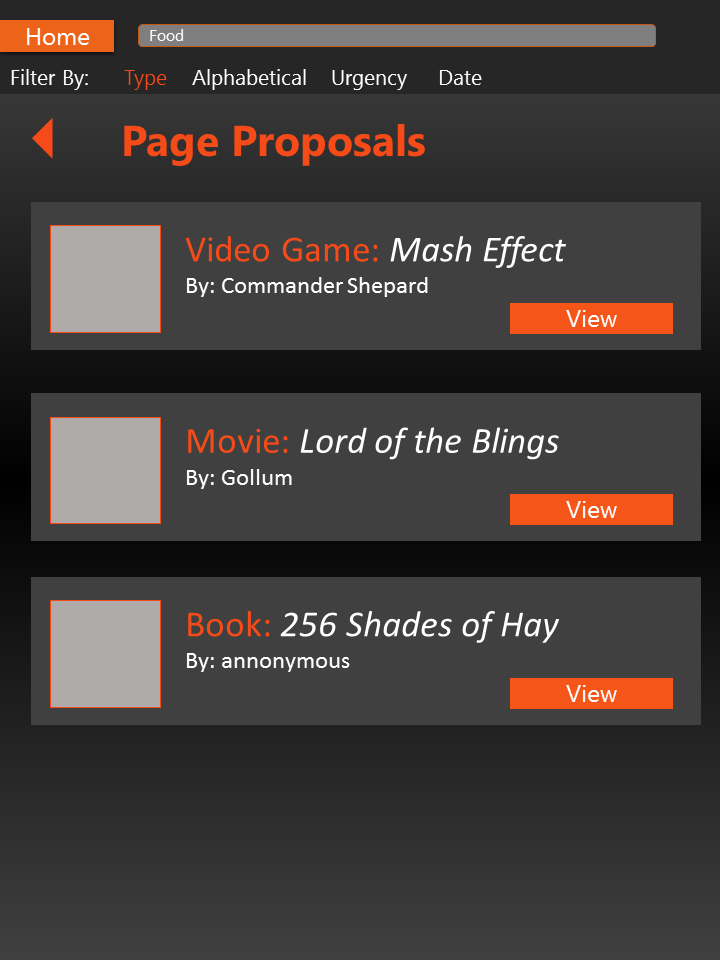 Home
Food
Filter By: Type Alphabetical Urgency Date
Page Proposals
Video Game: Mash Effect
By: Commander Shepard
View
Movie: Lord of the Blings
By: Gollum
View
Book: 256 Shades of Hay
By: annonymous
View